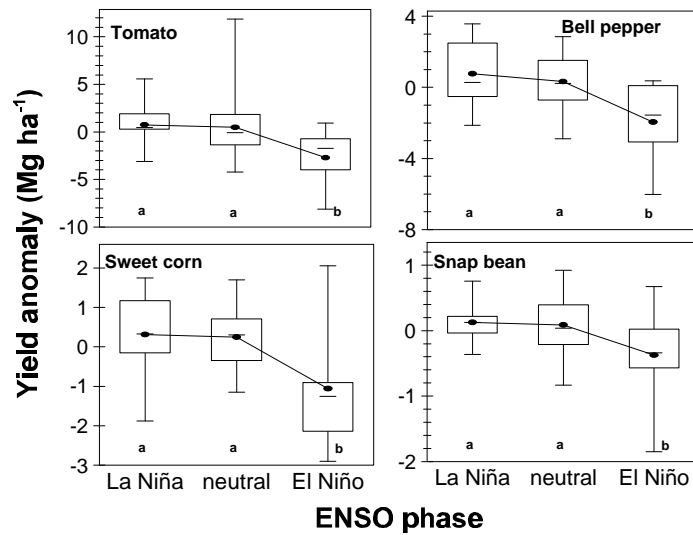 Tomato
10
5
0
-5
-10
a
a
b
Bell pepper
4
0
-4
-8
a
a
b
Sweet corn
2
1
0
-1
-2
-3
a
a
b
Snap bean
1
0
-1
-2
a
a
b
Yield anomaly (Mg ha⁻¹)
La Niña neutral El Niño
La Niña neutral El Niño
ENSO phase